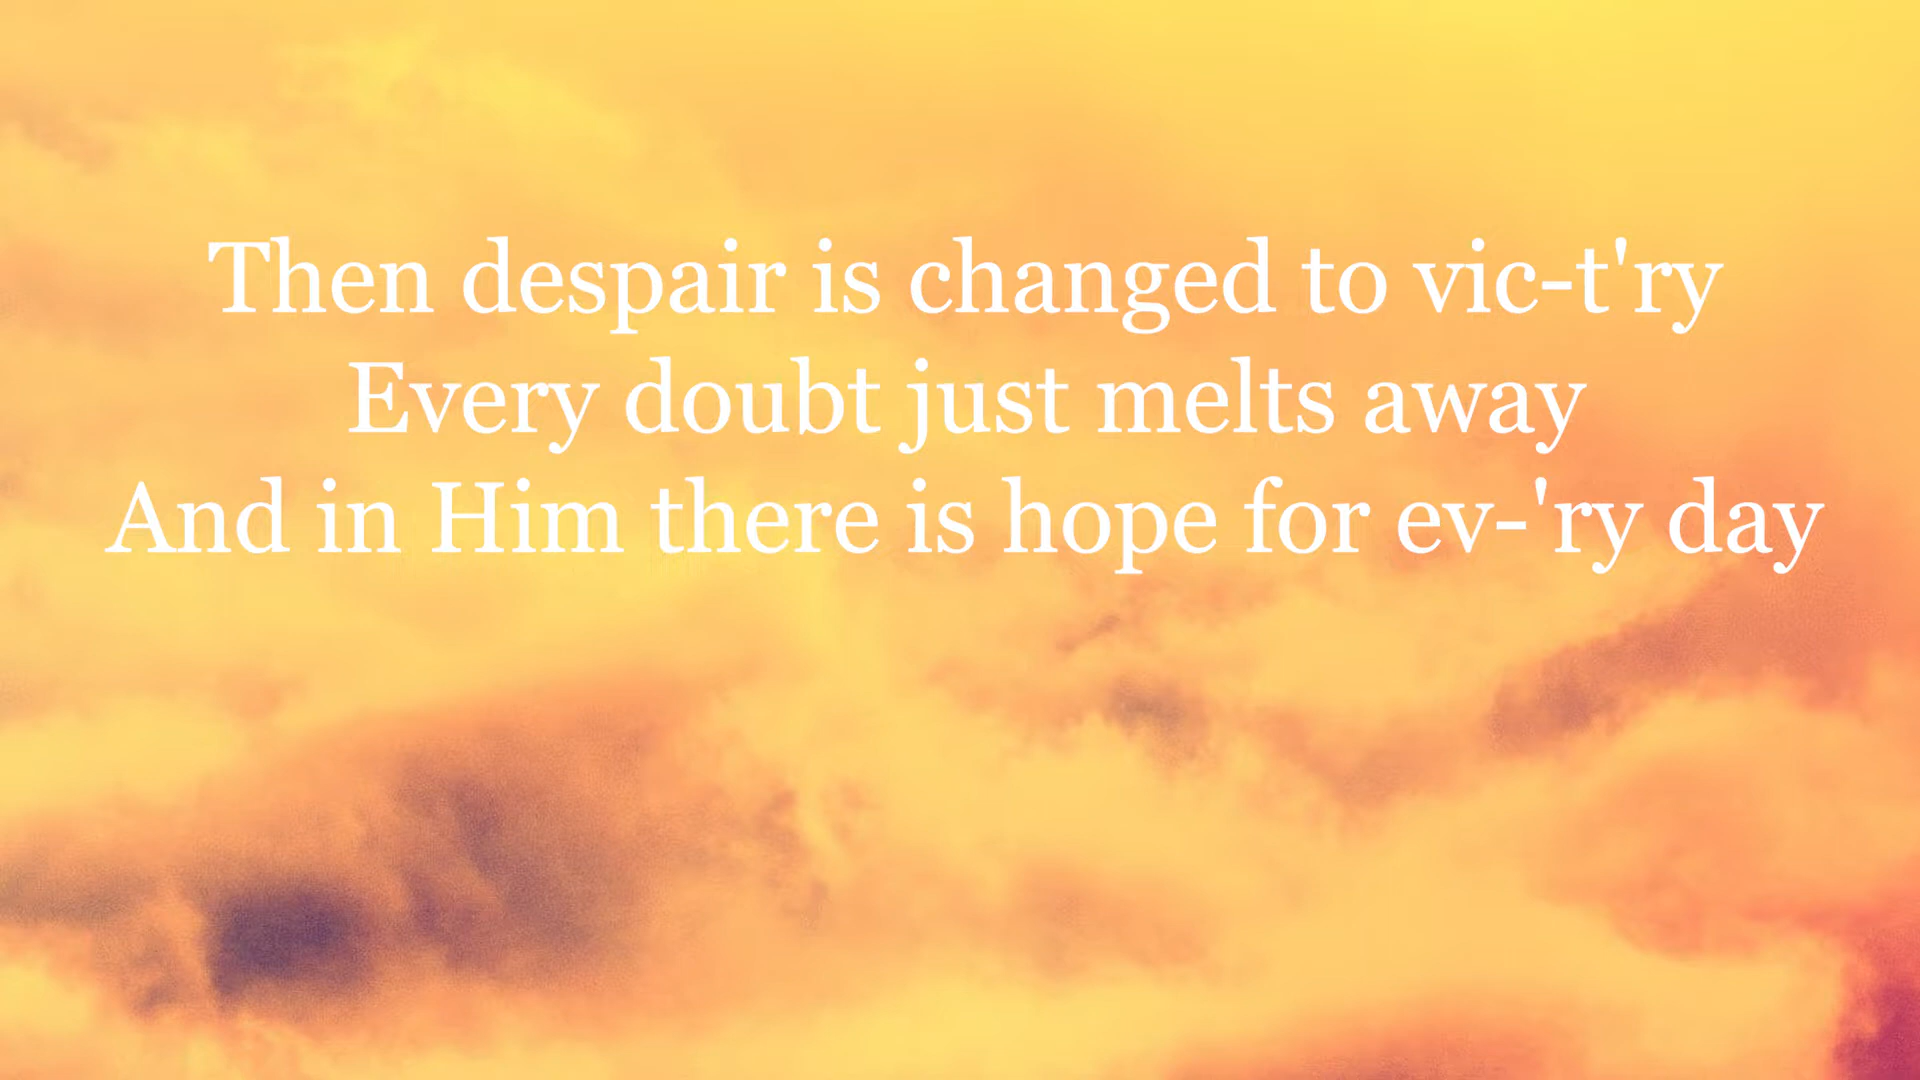 Then despair is changed to vic-t'ry
Every doubt just melts away
And in Him there is hope for ev-'ry day